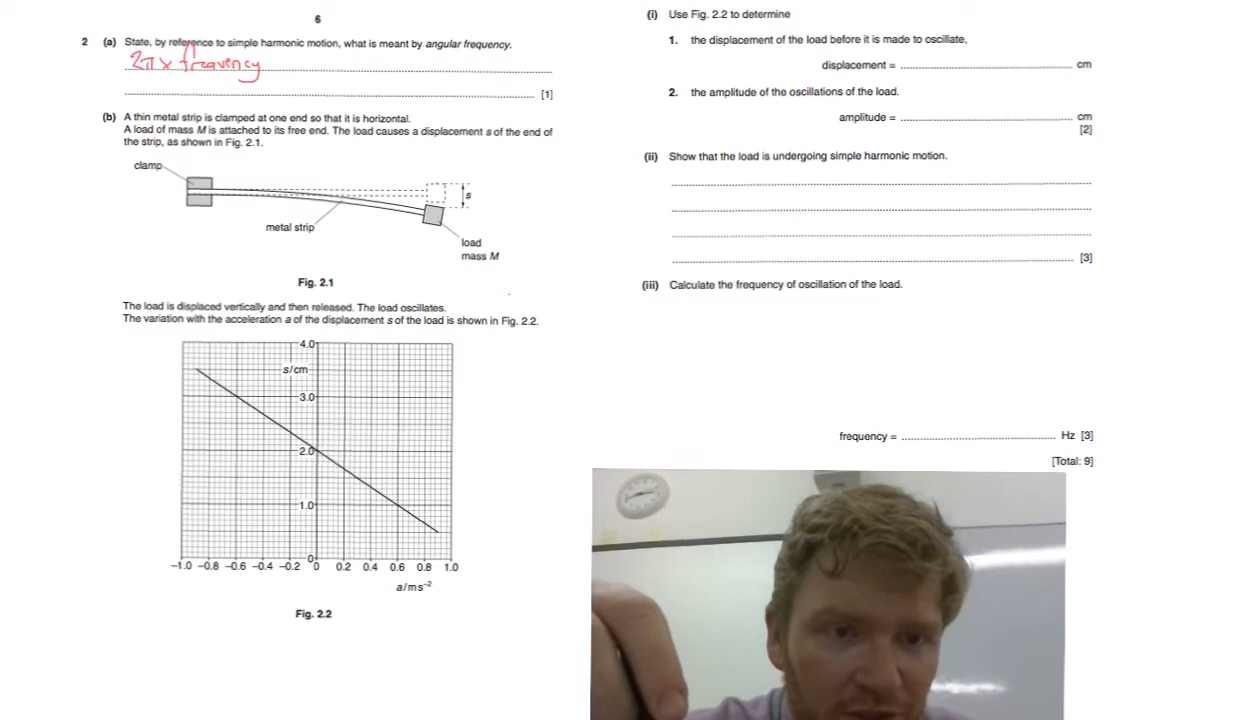 6
2 (a) State, by reference to simple harmonic motion, what is meant by angular frequency.
2π x frequency
[1]
(b) A thin metal strip is clamped at one end so that it is horizontal.
A load of mass M is attached to its free end. The load causes a displacement s of the end of
the strip, as shown in Fig. 2.1.
clamp
s
metal strip
load
mass M
Fig. 2.1
The load is displaced vertically and then released. The load oscillates.
The variation with the acceleration a of the displacement s of the load is shown in Fig. 2.2.
4.0
s/cm
3.0
2.0
1.0
0
–1.0 –0.8 –0.6 –0.4 –0.2 0 0.2 0.4 0.6 0.8 1.0
a/ms⁻²
Fig. 2.2
(i) Use Fig. 2.2 to determine
1. the displacement of the load before it is made to oscillate,
displacement = cm
2. the amplitude of the oscillations of the load.
amplitude = cm
[2]
(ii) Show that the load is undergoing simple harmonic motion.
[3]
(iii) Calculate the frequency of oscillation of the load.
frequency = Hz [3]
[Total: 9]